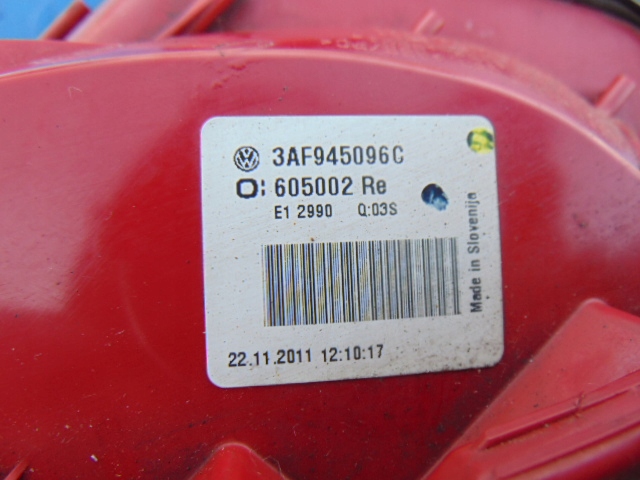 3AF945096C
O: 605002 Re
E1 2990 Q:03S
Made in Slovenija
22.11.2011 12:10:17